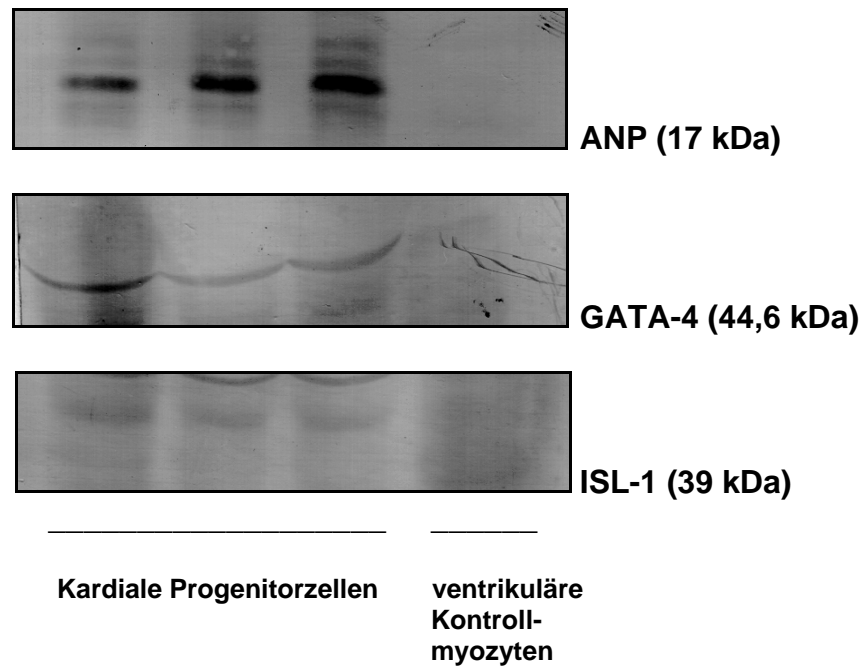 ANP (17 kDa)
GATA-4 (44,6 kDa)
ISL-1 (39 kDa)
Kardiale Progenitorzellen
ventrikuläre
Kontroll-
myozyten